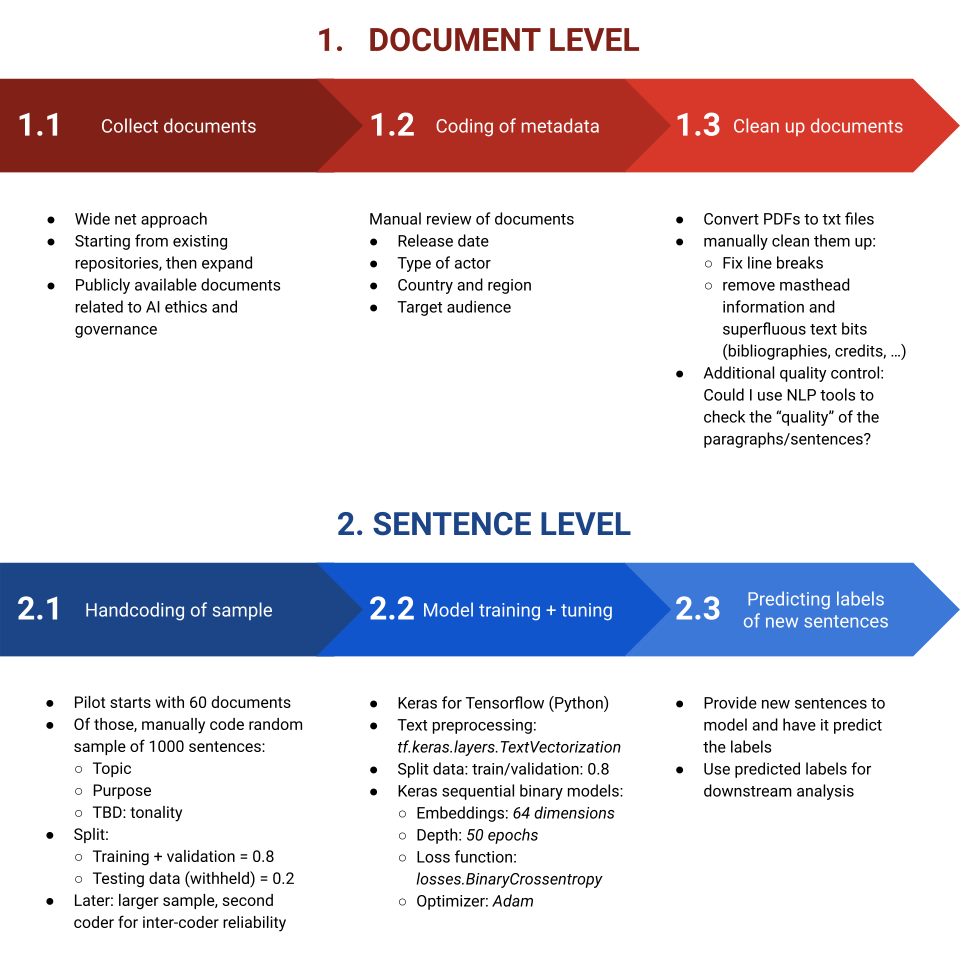 1. DOCUMENT LEVEL
1.1 Collect documents
1.2 Coding of metadata
1.3 Clean up documents
● Wide net approach
● Starting from existing
repositories, then expand
● Publicly available documents
related to AI ethics and
governance
Manual review of documents
● Release date
● Type of actor
● Country and region
● Target audience
● Convert PDFs to txt files
● manually clean them up:
○ Fix line breaks
○ remove masthead
information and
superfluous text bits
(bibliographies, credits, …)
● Additional quality control:
Could I use NLP tools to
check the “quality” of the
paragraphs/sentences?
2. SENTENCE LEVEL
2.1 Handcoding of sample
2.2 Model training + tuning
2.3 Predicting labels
of new sentences
● Pilot starts with 60 documents
● Of those, manually code random
sample of 1000 sentences:
○ Topic
○ Purpose
○ TBD: tonality
● Split:
○ Training + validation = 0.8
○ Testing data (withheld) = 0.2
● Later: larger sample, second
coder for inter-coder reliability
● Keras for Tensorflow (Python)
● Text preprocessing:
tf.keras.layers.TextVectorization
● Split data: train/validation: 0.8
● Keras sequential binary models:
○ Embeddings: 64 dimensions
○ Depth: 50 epochs
○ Loss function:
losses.BinaryCrossentropy
○ Optimizer: Adam
● Provide new sentences to
model and have it predict
the labels
● Use predicted labels for
downstream analysis